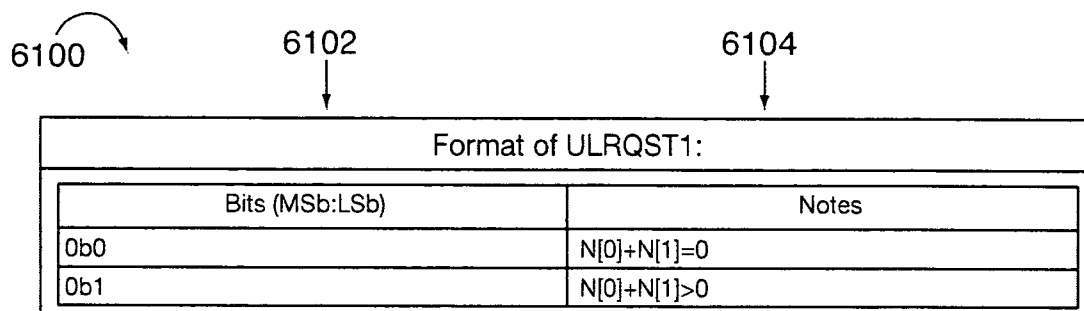 6100
6102
6104
Format of ULRQST1:
Bits (MSb:LSb) Notes
0b0 N[0]+N[1]=0
0b1 N[0]+N[1]>0